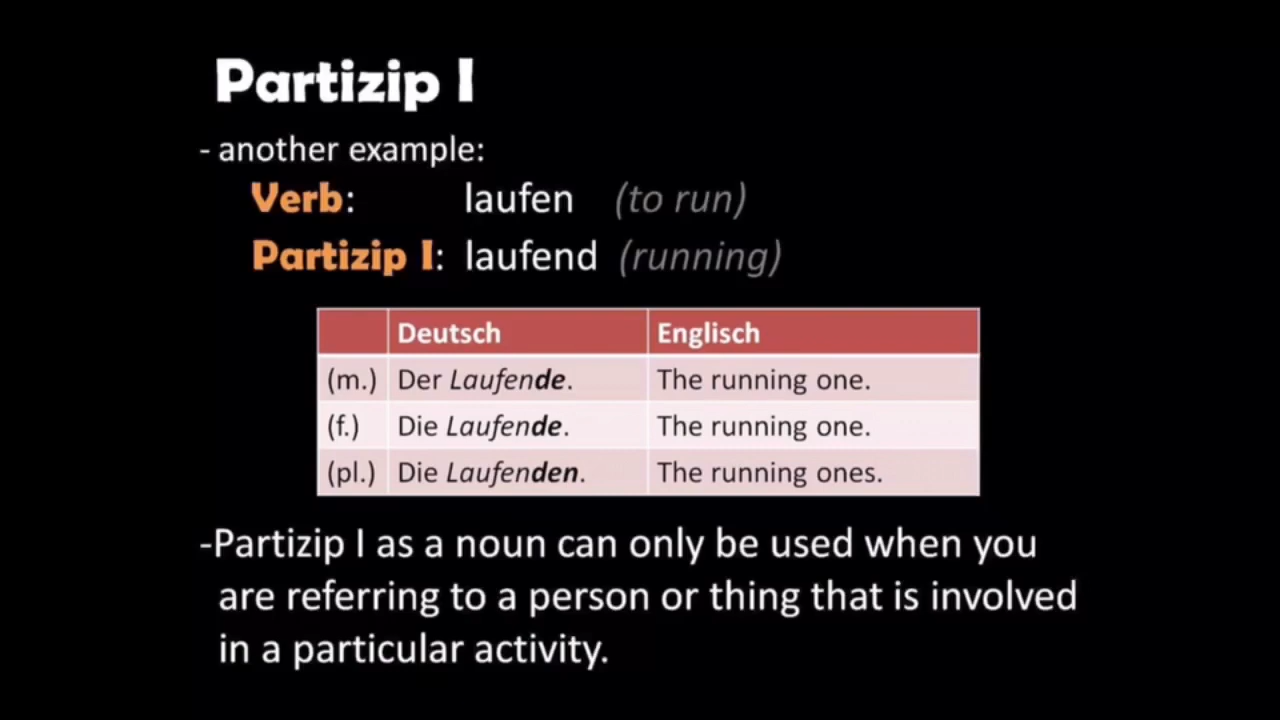 Partizip I
- another example:
Verb: laufen (to run)
Partizip I: laufend (running)
Deutsch Englisch
(m.) Der Laufende. The running one.
(f.) Die Laufende. The running one.
(pl.) Die Laufenden. The running ones.
-Partizip I as a noun can only be used when you
are referring to a person or thing that is involved
in a particular activity.